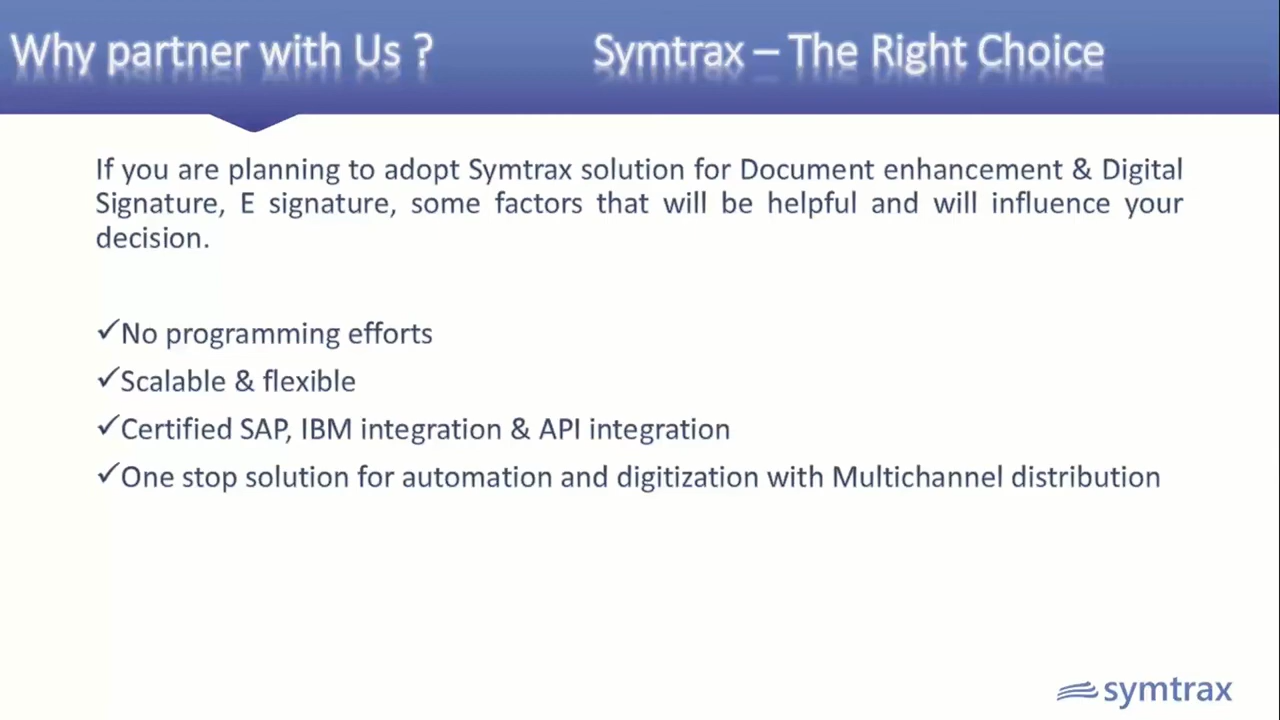 Why partner with Us ? Symtrax – The Right Choice
If you are planning to adopt Symtrax solution for Document enhancement & Digital
Signature, E signature, some factors that will be helpful and will influence your
decision.
✓No programming efforts
✓Scalable & flexible
✓Certified SAP, IBM integration & API integration
✓One stop solution for automation and digitization with Multichannel distribution
symtrax